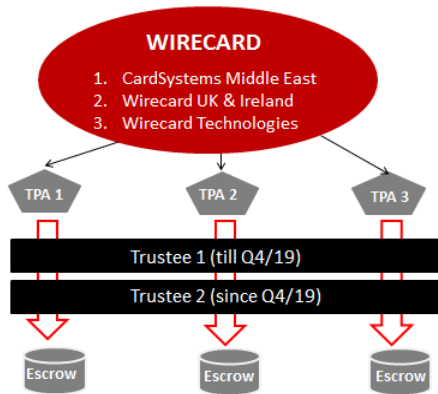 WIRECARD
1. CardSystems Middle East
2. Wirecard UK & Ireland
3. Wirecard Technologies
TPA 1 TPA 2 TPA 3
Trustee 1 (till Q4/19)
Trustee 2 (since Q4/19)
Escrow Escrow Escrow